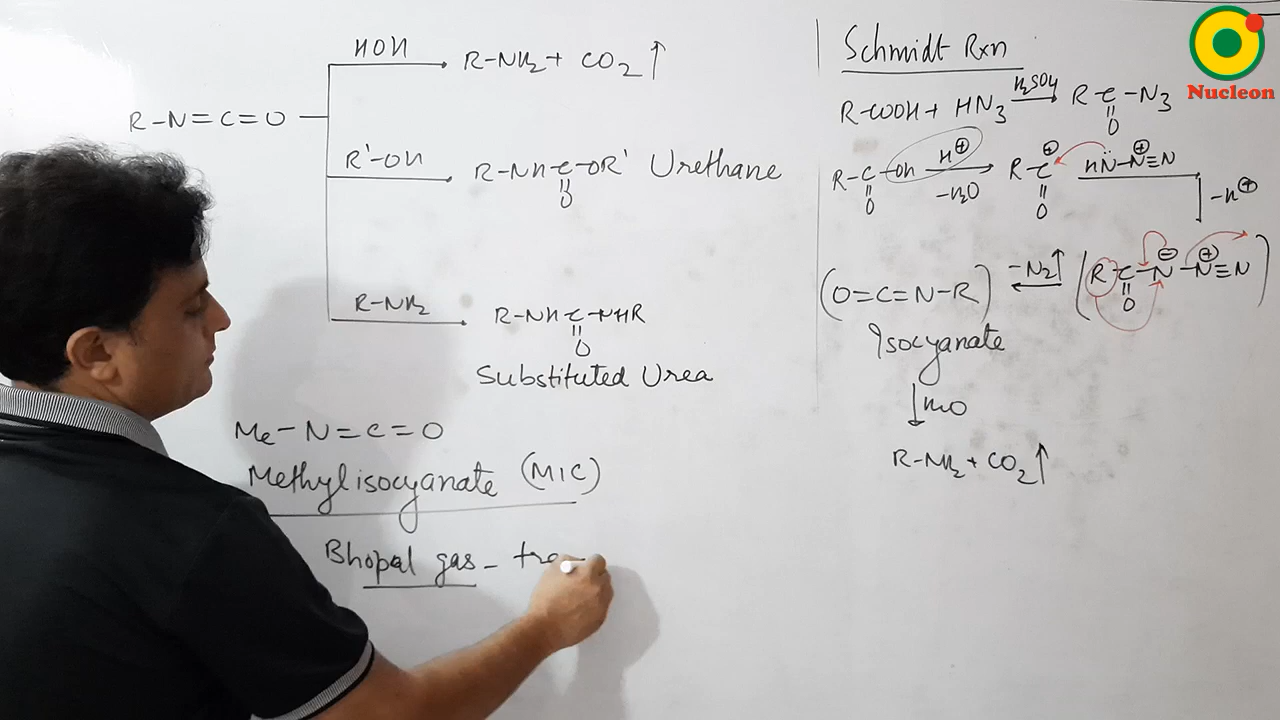 HOH
R-NH2 + CO2 ↑
R-N=C=O
R'-OH
R-NH C -OR' Urethane
O
R-NH2
R-NH C -NHR
O
Substituted Urea
Me-N=C=O
Methyl isocyanate (MIC)
Bhopal gas -
Schmidt Rxn
R-COOH + HN3 H2SO4 R C -N3
O
R-C -OH H⊕ R C⊕ HN̈-N⊕≡N
O -H2O O -H⊕
(O=C=N-R) -N2↑ (R C -N⊖-N⊕≡N)
O
Isocyanate
H2O
R-NH2 + CO2 ↑
Nucleon